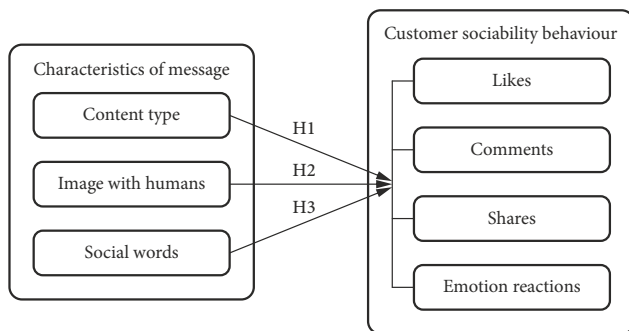 Characteristics of message
Content type
Image with humans
Social words
H1
H2
H3
Customer sociability behaviour
Likes
Comments
Shares
Emotion reactions